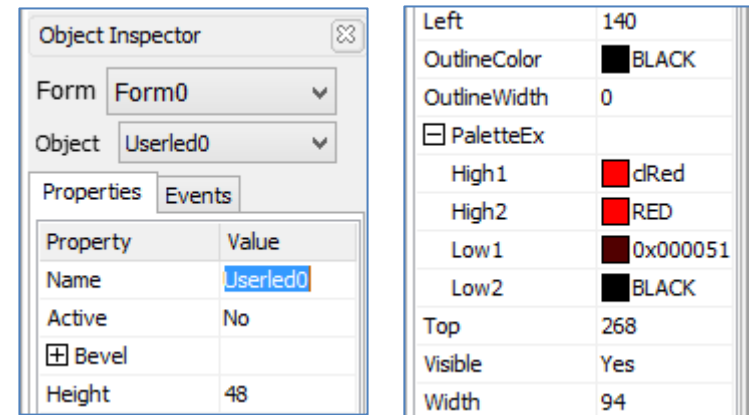 Object Inspector
Form Form0
Object Userled0
Properties Events
Property Value
Name Userled0
Active No
Bevel
Height 48
Left 140
OutlineColor BLACK
OutlineWidth 0
PaletteEx
High1 clRed
High2 RED
Low1 0x000051
Low2 BLACK
Top 268
Visible Yes
Width 94